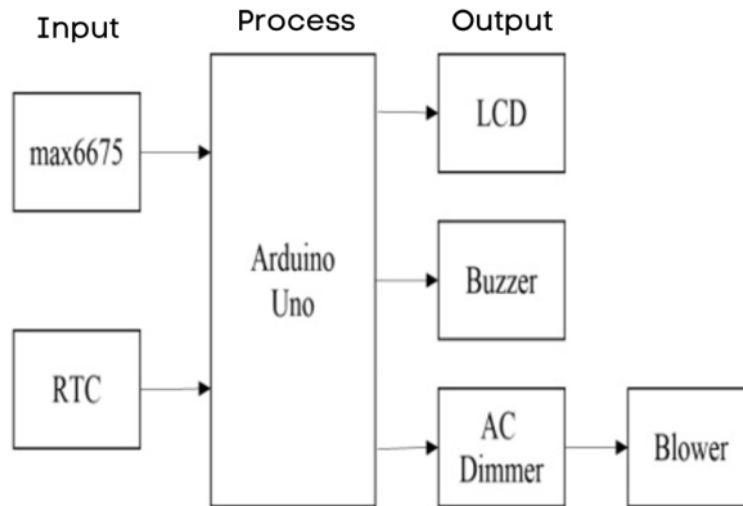 Input
Process
Output
max6675
RTC
Arduino
Uno
LCD
Buzzer
AC
Dimmer
Blower